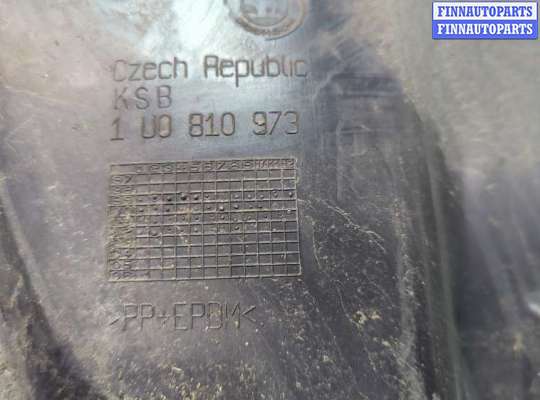 FINNAUTOPARTS
FINNAUTOPARTS
Czech Republic
KSB
1 U0 810 973
>PP+EPDM<